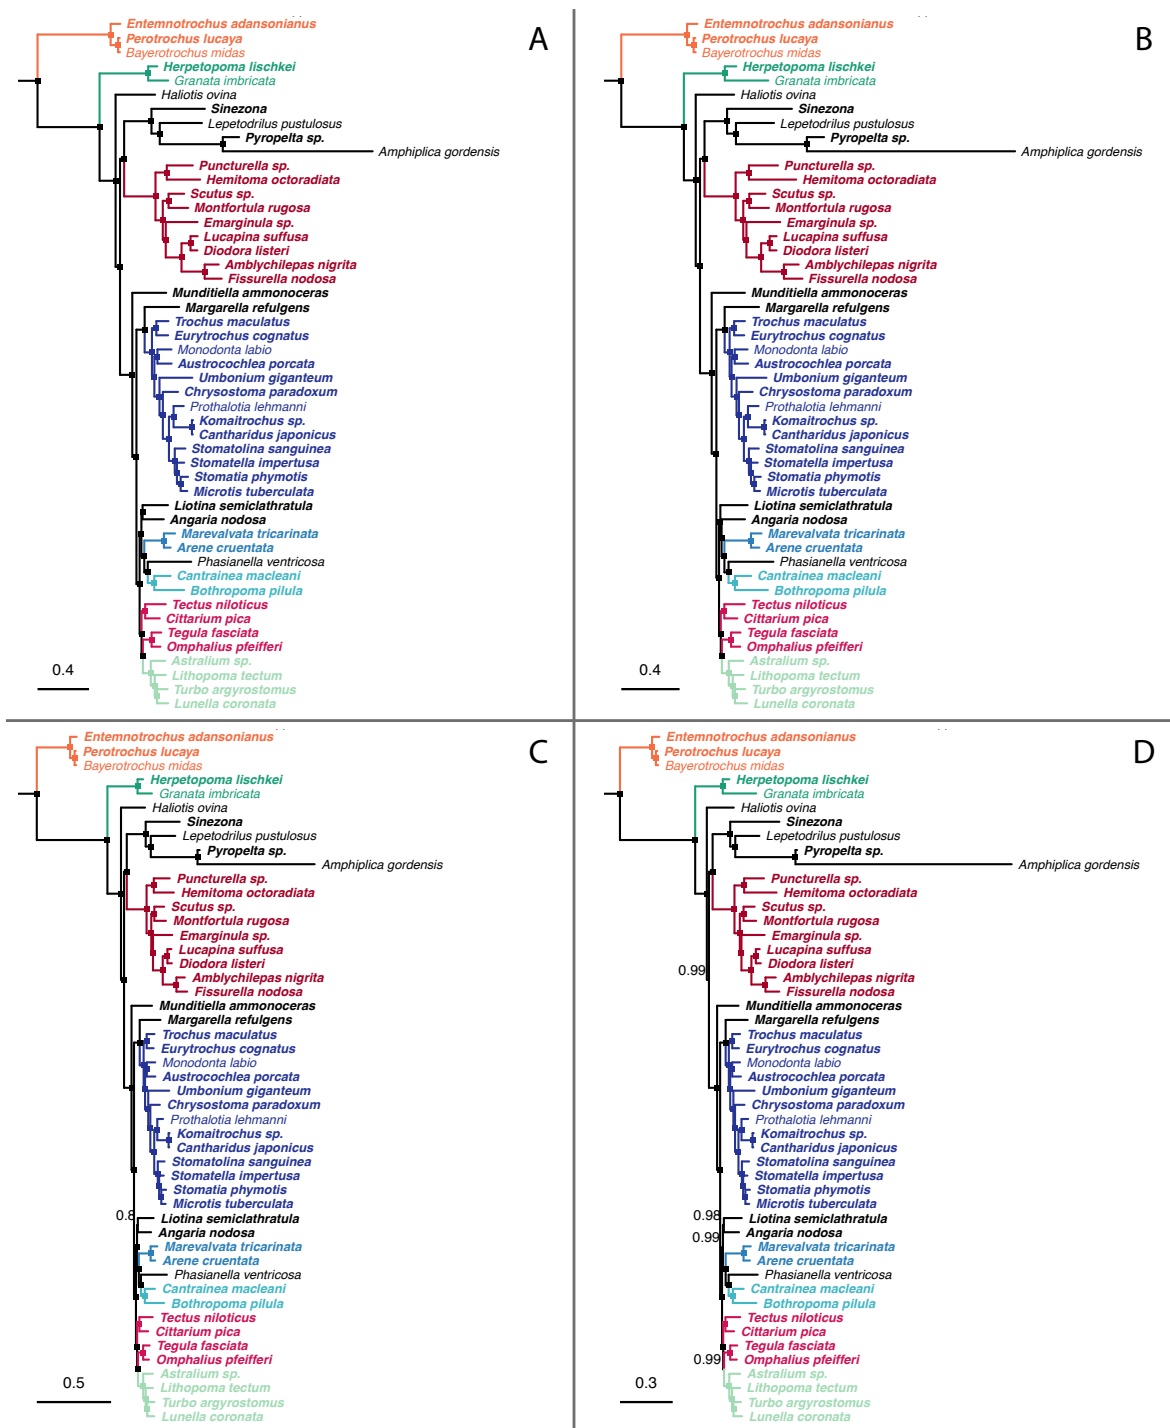 A
Entemnotrochus adansonianus
Perotrochus lucaya
Bayerotrochus midas
Herpetopoma lischkei
Granata imbricata
Haliotis ovina
Sinezona
Lepetodrilus pustulosus
Pyropelta sp.
Amphiplica gordensis
Puncturella sp.
Hemitoma octoradiata
Scutus sp.
Montfortula rugosa
Emarginula sp.
Lucapina suffusa
Diodora listeri
Amblychilepas nigrita
Fissurella nodosa
Munditiella ammonoceras
Margarella refulgens
Trochus maculatus
Eurytrochus cognatus
Monodonta labio
Austrocochlea porcata
Umbonium giganteum
Chrysostoma paradoxum
Prothalotia lehmanni
Komaitrochus sp.
Cantharidus japonicus
Stomatolina sanguinea
Stomatella impertusa
Stomatia phymotis
Microtis tuberculata
Liotina semiclathratula
Angaria nodosa
Marevalvata tricarinata
Arene cruentata
Phasianella ventricosa
Cantrainea macleani
Bothropoma pilula
Tectus niloticus
Cittarium pica
Tegula fasciata
Omphalius pfeifferi
Astralium sp.
Lithopoma tectum
Turbo argyrostomus
Lunella coronata
0.4
B
Entemnotrochus adansonianus
Perotrochus lucaya
Bayerotrochus midas
Herpetopoma lischkei
Granata imbricata
Haliotis ovina
Sinezona
Lepetodrilus pustulosus
Pyropelta sp.
Amphiplica gordensis
Puncturella sp.
Hemitoma octoradiata
Scutus sp.
Montfortula rugosa
Emarginula sp.
Lucapina suffusa
Diodora listeri
Amblychilepas nigrita
Fissurella nodosa
Munditiella ammonoceras
Margarella refulgens
Trochus maculatus
Eurytrochus cognatus
Monodonta labio
Austrocochlea porcata
Umbonium giganteum
Chrysostoma paradoxum
Prothalotia lehmanni
Komaitrochus sp.
Cantharidus japonicus
Stomatolina sanguinea
Stomatella impertusa
Stomatia phymotis
Microtis tuberculata
Liotina semiclathratula
Angaria nodosa
Marevalvata tricarinata
Arene cruentata
Phasianella ventricosa
Cantrainea macleani
Bothropoma pilula
Tectus niloticus
Cittarium pica
Tegula fasciata
Omphalius pfeifferi
Astralium sp.
Lithopoma tectum
Turbo argyrostomus
Lunella coronata
0.4
C
Entemnotrochus adansonianus
Perotrochus lucaya
Bayerotrochus midas
Herpetopoma lischkei
Granata imbricata
Haliotis ovina
Sinezona
Lepetodrilus pustulosus
Pyropelta sp.
Amphiplica gordensis
Puncturella sp.
Hemitoma octoradiata
Scutus sp.
Montfortula rugosa
Emarginula sp.
Lucapina suffusa
Diodora listeri
Amblychilepas nigrita
Fissurella nodosa
Munditiella ammonoceras
Margarella refulgens
Trochus maculatus
Eurytrochus cognatus
Monodonta labio
Austrocochlea porcata
Umbonium giganteum
Chrysostoma paradoxum
Prothalotia lehmanni
Komaitrochus sp.
Cantharidus japonicus
Stomatolina sanguinea
Stomatella impertusa
Stomatia phymotis
Microtis tuberculata
0.8
Liotina semiclathratula
Angaria nodosa
Marevalvata tricarinata
Arene cruentata
Phasianella ventricosa
Cantrainea macleani
Bothropoma pilula
Tectus niloticus
Cittarium pica
Tegula fasciata
Omphalius pfeifferi
Astralium sp.
Lithopoma tectum
Turbo argyrostomus
Lunella coronata
0.5
D
Entemnotrochus adansonianus
Perotrochus lucaya
Bayerotrochus midas
Herpetopoma lischkei
Granata imbricata
Haliotis ovina
Sinezona
Lepetodrilus pustulosus
Pyropelta sp.
Amphiplica gordensis
Puncturella sp.
Hemitoma octoradiata
Scutus sp.
Montfortula rugosa
Emarginula sp.
Lucapina suffusa
Diodora listeri
0.99
Amblychilepas nigrita
Fissurella nodosa
Munditiella ammonoceras
Margarella refulgens
Trochus maculatus
Eurytrochus cognatus
Monodonta labio
Austrocochlea porcata
Umbonium giganteum
Chrysostoma paradoxum
Prothalotia lehmanni
Komaitrochus sp.
Cantharidus japonicus
Stomatolina sanguinea
Stomatella impertusa
Stomatia phymotis
Microtis tuberculata
0.98
Liotina semiclathratula
Angaria nodosa
0.99
Marevalvata tricarinata
Arene cruentata
Phasianella ventricosa
Cantrainea macleani
Bothropoma pilula
Tectus niloticus
Cittarium pica
Tegula fasciata
0.99
Omphalius pfeifferi
Astralium sp.
Lithopoma tectum
Turbo argyrostomus
Lunella coronata
0.3